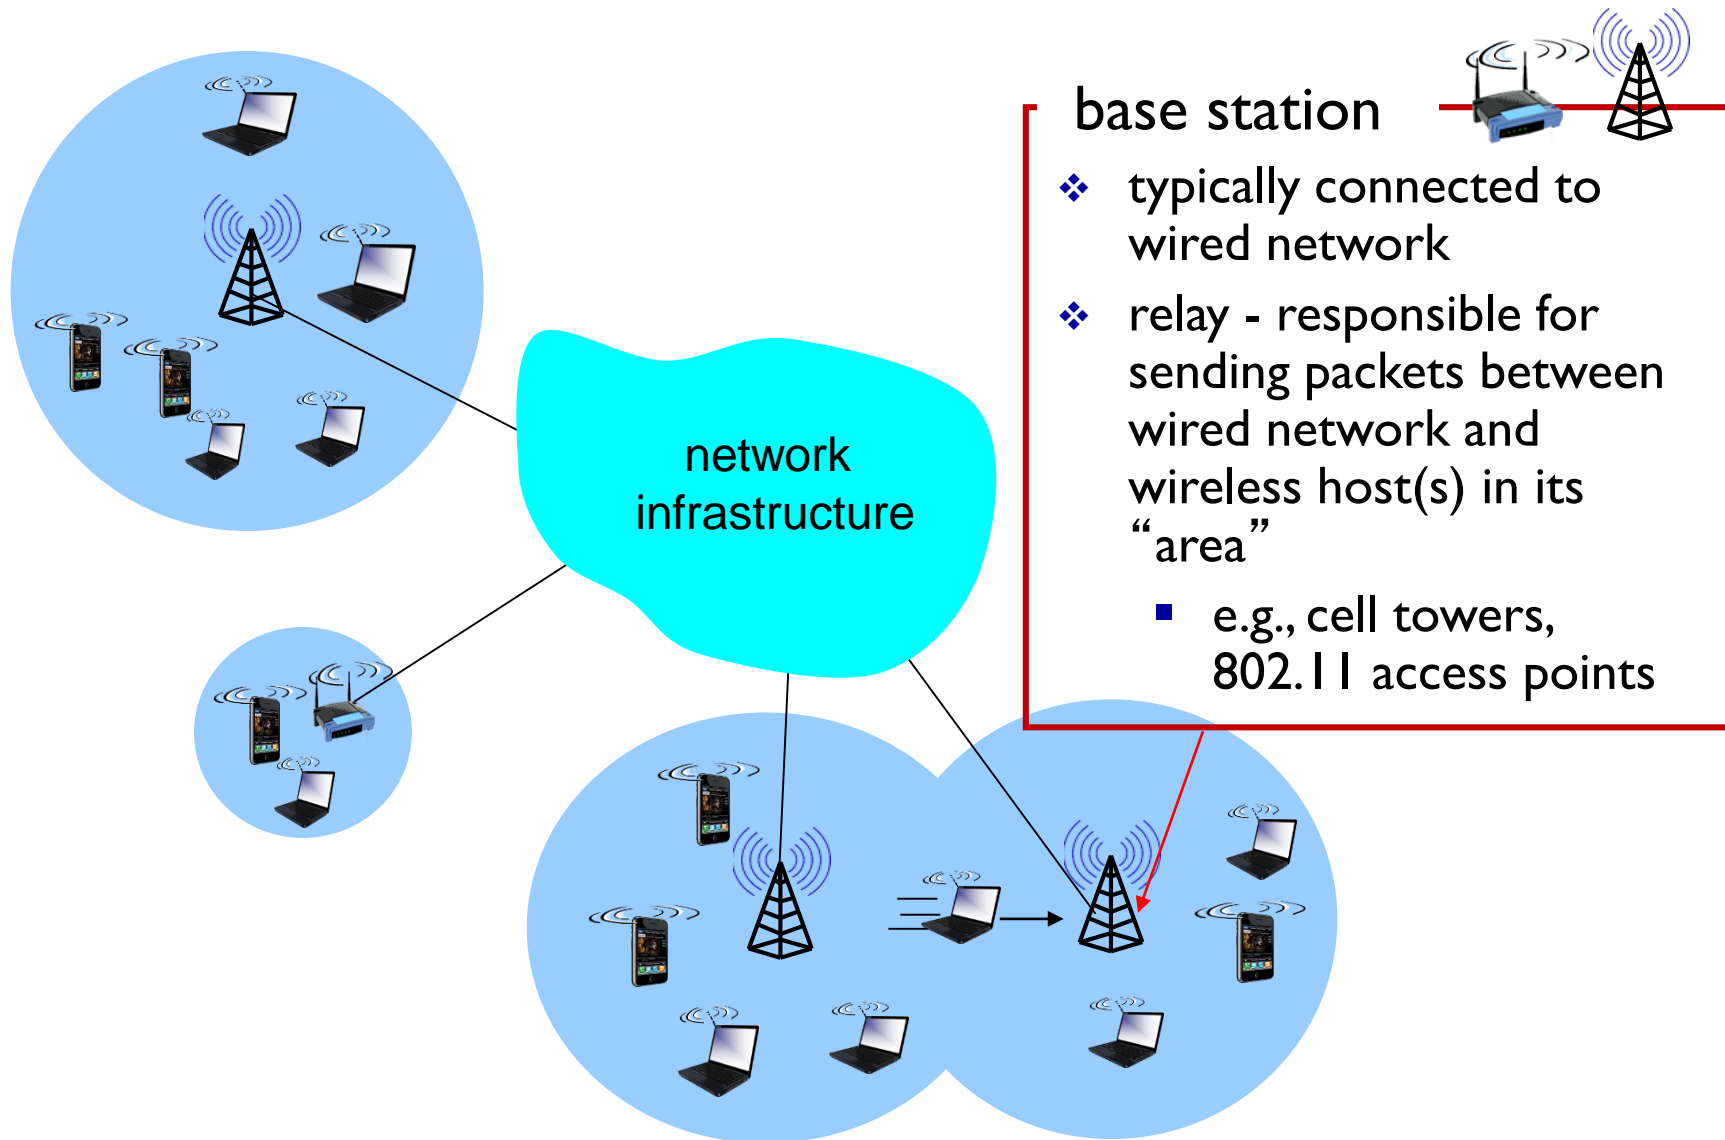 base station
❖ typically connected to
wired network
❖ relay - responsible for
sending packets between
wired network and
wireless host(s) in its
“area”
▪ e.g., cell towers,
802.11 access points
network
infrastructure